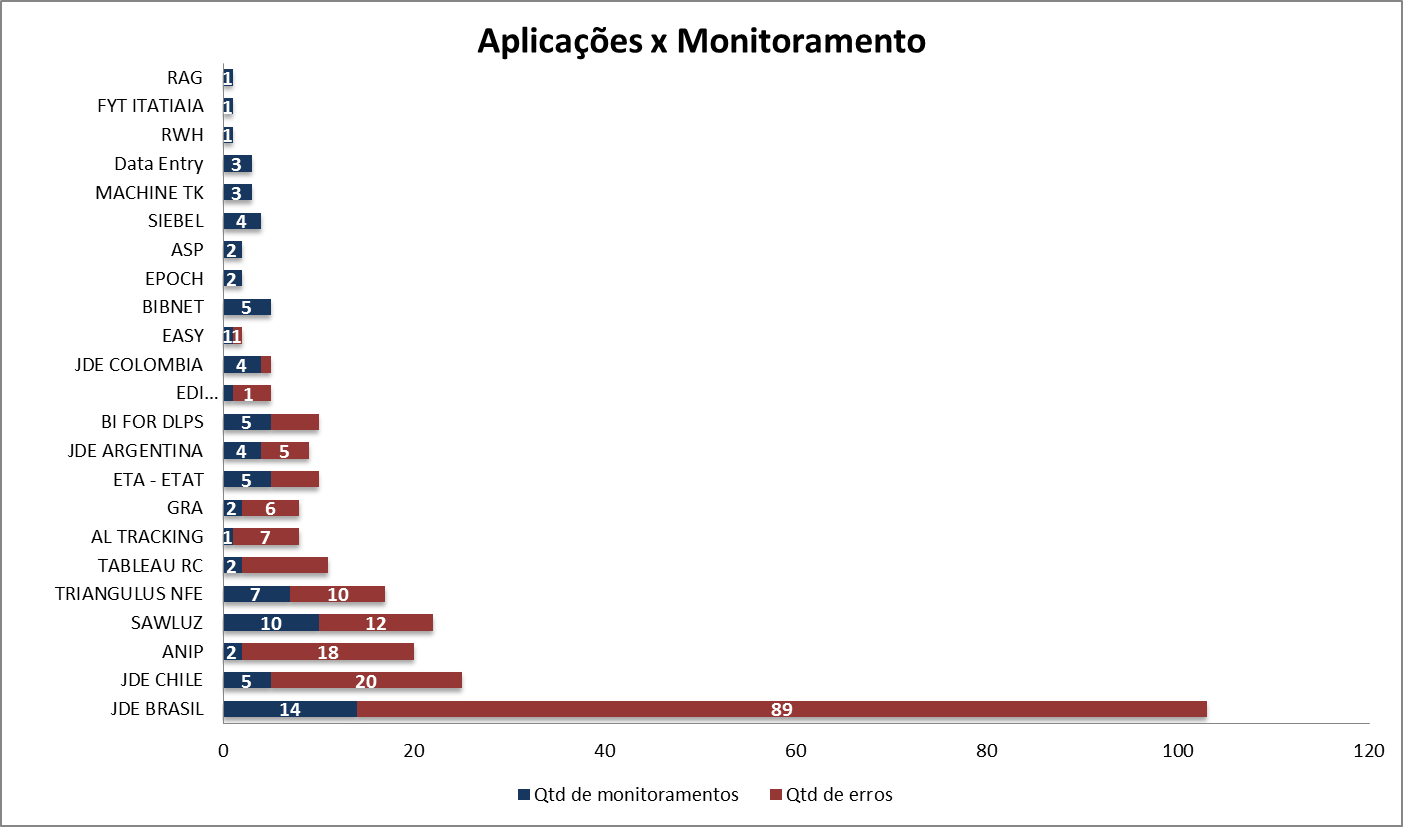 Aplicações x Monitoramento
RAG 1
FYT ITATIAIA 1
RWH 1
Data Entry 3
MACHINE TK 3
SIEBEL 4
ASP 2
EPOCH 2
BIBNET 5
EASY 1 1
JDE COLOMBIA 4
EDI... 1
BI FOR DLPS 5
JDE ARGENTINA 4 5
ETA - ETAT 5
GRA 2 6
AL TRACKING 1 7
TABLEAU RC 2
TRIANGULUS NFE 7 10
SAWLUZ 10 12
ANIP 2 18
JDE CHILE 5 20
JDE BRASIL 14 89
0 20 40 60 80 100 120
Qtd de monitoramentos Qtd de erros